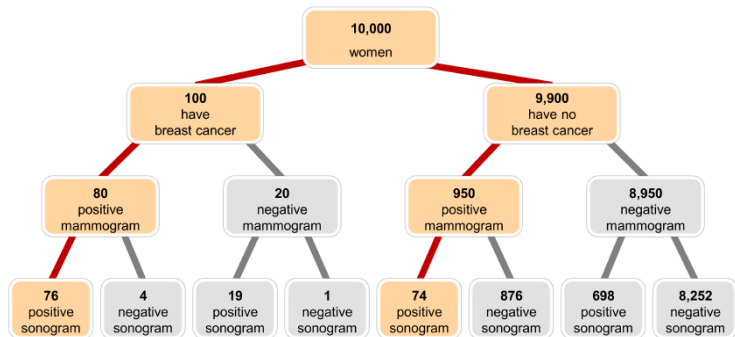 10,000
women
100
have
breast cancer
9,900
have no
breast cancer
80
positive
mammogram
20
negative
mammogram
950
positive
mammogram
8,950
negative
mammogram
76
positive
sonogram
4
negative
sonogram
19
positive
sonogram
1
negative
sonogram
74
positive
sonogram
876
negative
sonogram
698
positive
sonogram
8,252
negative
sonogram